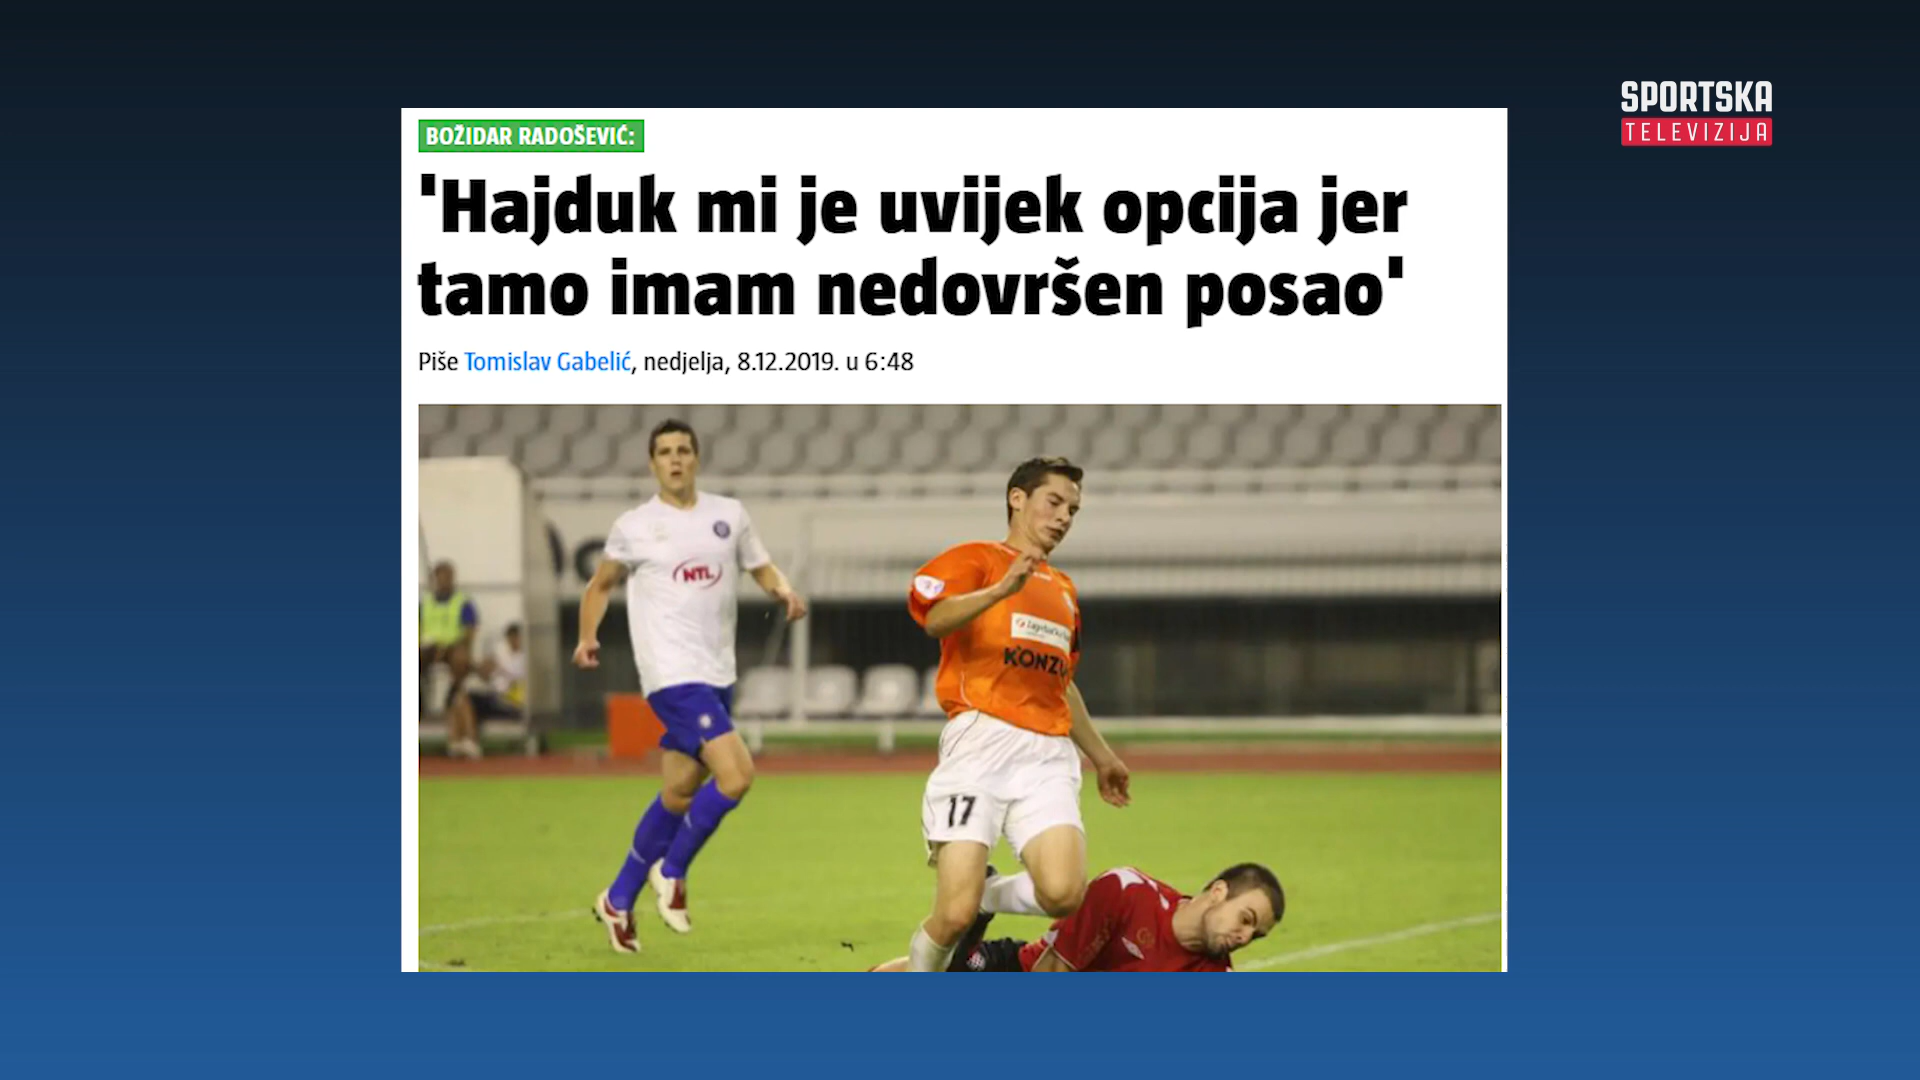 SPORTSKA
TELEVIZIJA
BOŽIDAR RADOŠEVIĆ:
'Hajduk mi je uvijek opcija jer
tamo imam nedovršen posao'
Piše Tomislav Gabelić, nedjelja, 8.12.2019. u 6:48
NTL
KONZU
17